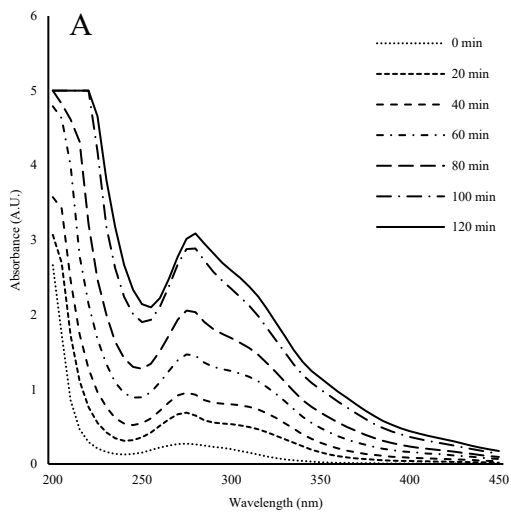 A
6
5
4
3
2
1
0
Absorbance (A.U.)
200 250 300 350 400 450
Wavelength (nm)
0 min
20 min
40 min
60 min
80 min
100 min
120 min